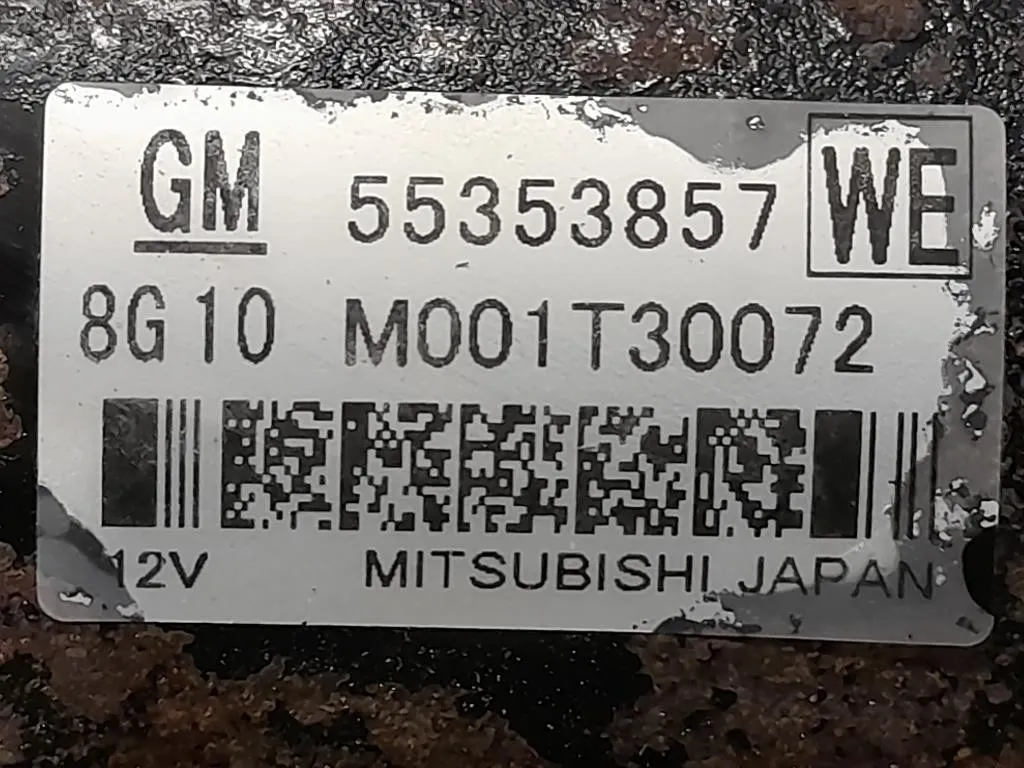 GM 55353857 WE
8G10 M001T30072
12V MITSUBISHI JAPAN